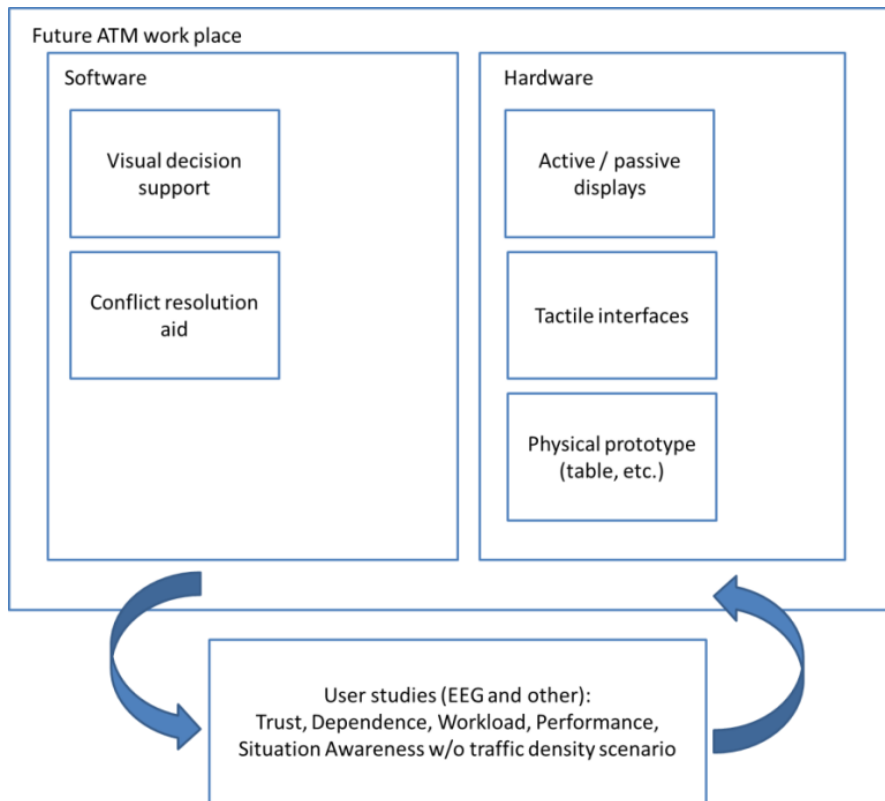 Future ATM work place
Software
Visual decision
support
Conflict resolution
aid
Hardware
Active / passive
displays
Tactile interfaces
Physical prototype
(table, etc.)
User studies (EEG and other):
Trust, Dependence, Workload, Performance,
Situation Awareness w/o traffic density scenario